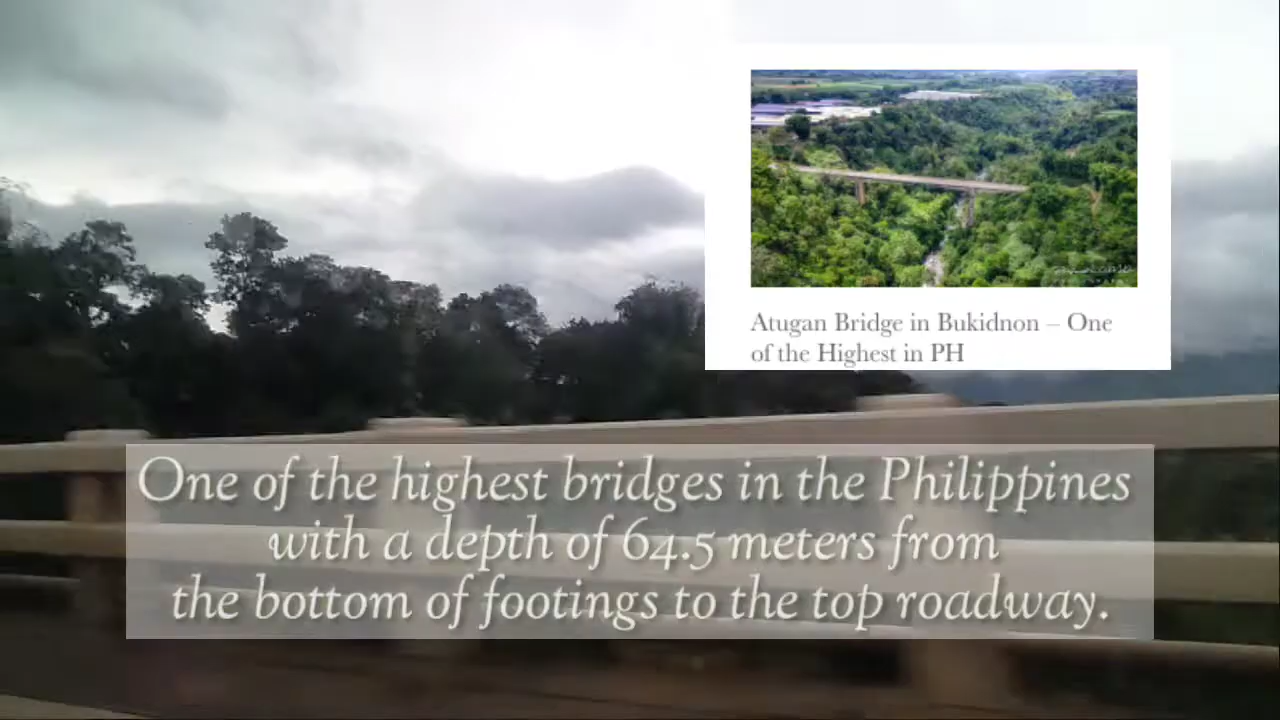 Atugan Bridge in Bukidnon – One
of the Highest in PH
One of the highest bridges in the Philippines
with a depth of 64.5 meters from
the bottom of footings to the top roadway.